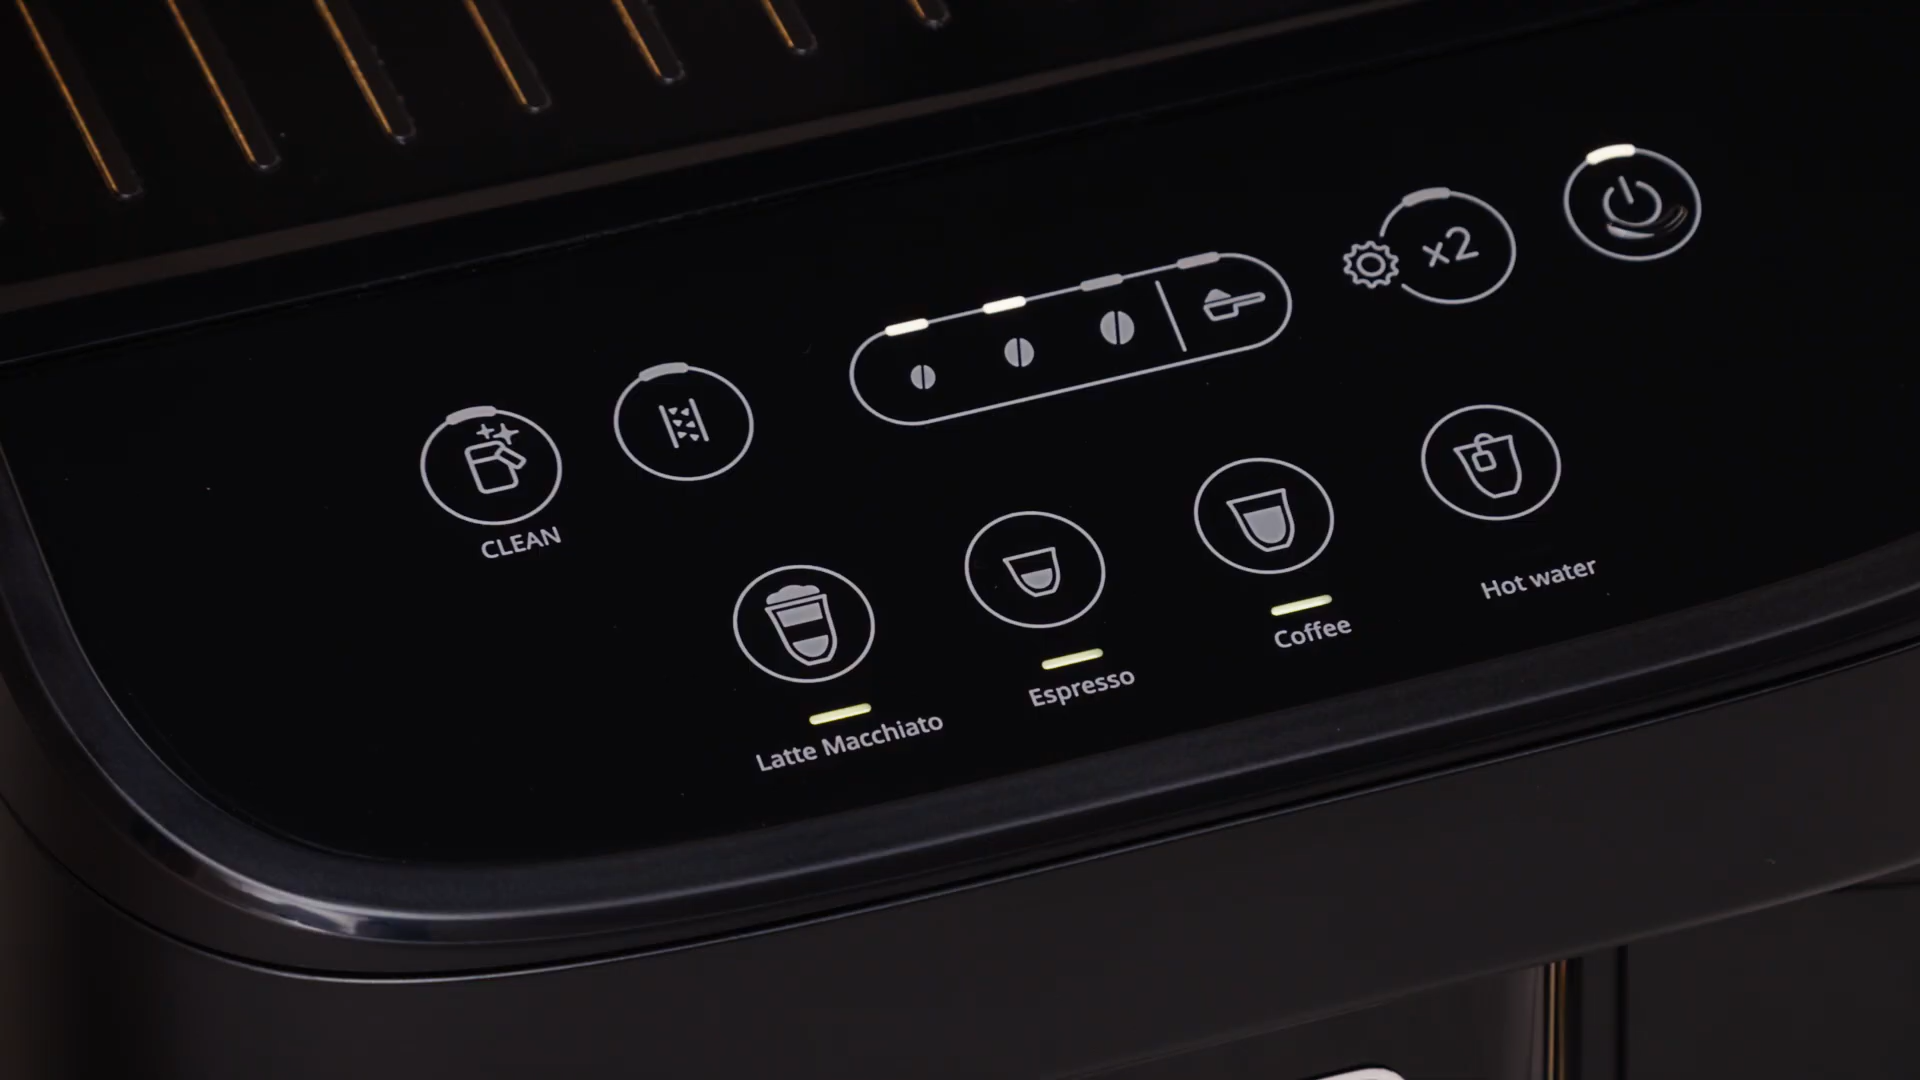 x2
CLEAN
Latte Macchiato
Espresso
Coffee
Hot water